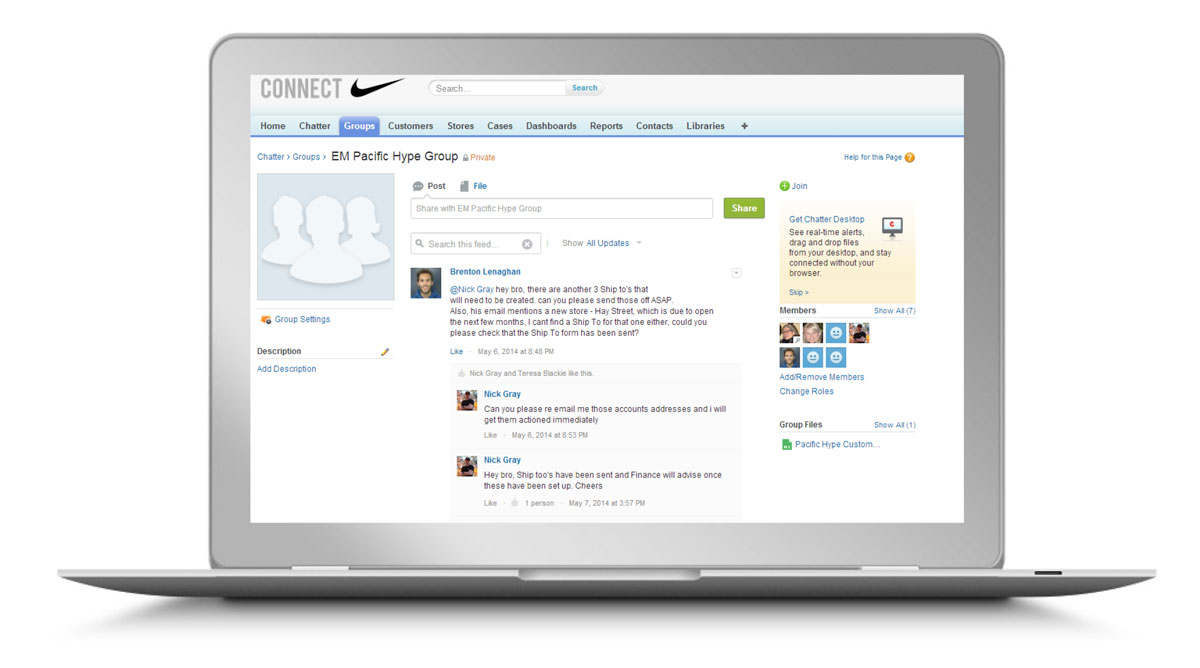 CONNECT
Search...
Search
Home Chatter Groups Customers Stores Cases Dashboards Reports Contacts Libraries +
Chatter > Groups > EM Pacific Hype Group Private
Help for this Page ?
Post File
Share with EM Pacific Hype Group
Share
Join
Search this feed...
Show All Updates
Get Chatter Desktop
See real-time alerts,
drag and drop files
from your desktop, and stay
connected without your
browser.
Skip >
Group Settings
Description
Add Description
Brenton Lenaghan
@Nick Gray hey bro, there are another 3 Ship to's that
will need to be created. can you please send those off ASAP.
Also, his email mentions a new store - Hay Street, which is due to open
the next few months, I cant find a Ship To for that one either, could you
please check that the Ship To form has been sent?
Like · May 6, 2014 at 8:48 PM
Nick Gray and Teresa Blackie like this.
Nick Gray
Can you please re email me those accounts addresses and i will
get them actioned immediately
Like · May 6, 2014 at 8:53 PM
Nick Gray
Hey bro, Ship too's have been sent and Finance will advise once
these have been set up. Cheers
Like · 1 person · May 7, 2014 at 3:57 PM
Members
Show All (7)
Add/Remove Members
Change Roles
Group Files
Show All (1)
Pacific Hype Custom...